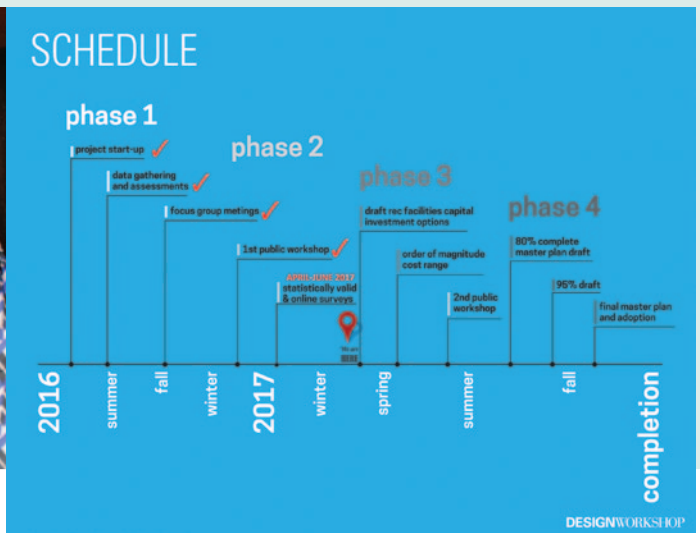 SCHEDULE
phase 1
project start-up
data gathering
and assessments
focus group metings
phase 2
1st public workshop
APRIL-JUNE 2017
statistically valid
& online surveys
We are
phase 3
draft rec facilities capital
investment options
order of magnitude
cost range
2nd public
workshop
phase 4
80% complete
master plan draft
95% draft
final master plan
and adoption
2016
summer
fall
winter
2017
winter
spring
summer
fall
completion
DESIGNWORKSHOP